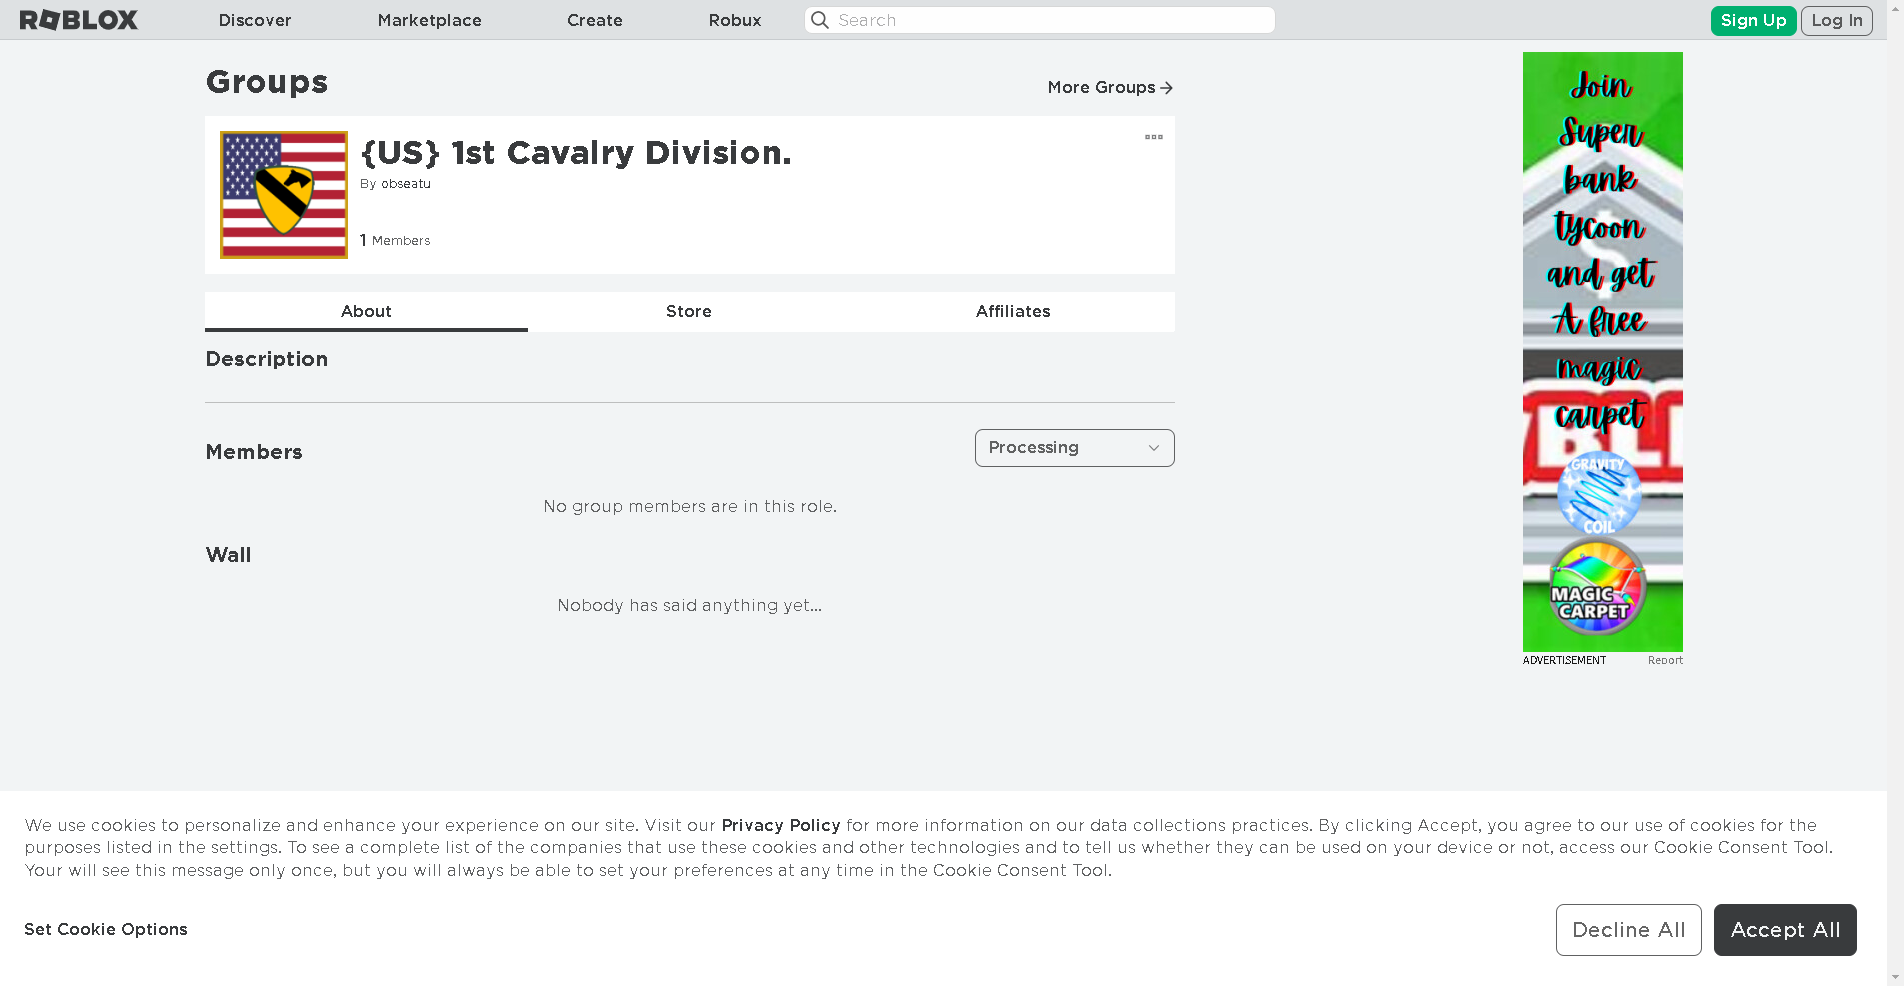 ROBLOX
Discover
Marketplace
Create
Robux
Search
Sign Up
Log In
Groups
More Groups
{US} 1st Cavalry Division.
By obseatu
1 Members
About
Store
Affiliates
Description
Members
Processing
No group members are in this role.
Wall
Nobody has said anything yet...
Join
Super
bank
tycoon
and get
A free
magic
carpet
GRAVITY
COIL
MAGIC
CARPET
ADVERTISEMENT
Report
We use cookies to personalize and enhance your experience on our site. Visit our Privacy Policy for more information on our data collections practices. By clicking Accept, you agree to our use of cookies for the
purposes listed in the settings. To see a complete list of the companies that use these cookies and other technologies and to tell us whether they can be used on your device or not, access our Cookie Consent Tool.
Your will see this message only once, but you will always be able to set your preferences at any time in the Cookie Consent Tool.
Set Cookie Options
Decline All
Accept All